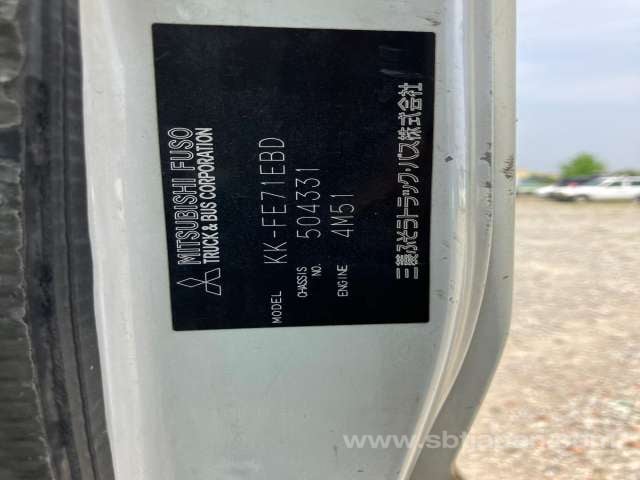 MITSUBISHI FUSO
TRUCK & BUS CORPORATION
MODEL KK-FE71EBD
CHASSIS NO. 504331
ENGINE 4M51
三菱ふそうトラック・バス株式会社
www.sbtjapan.com